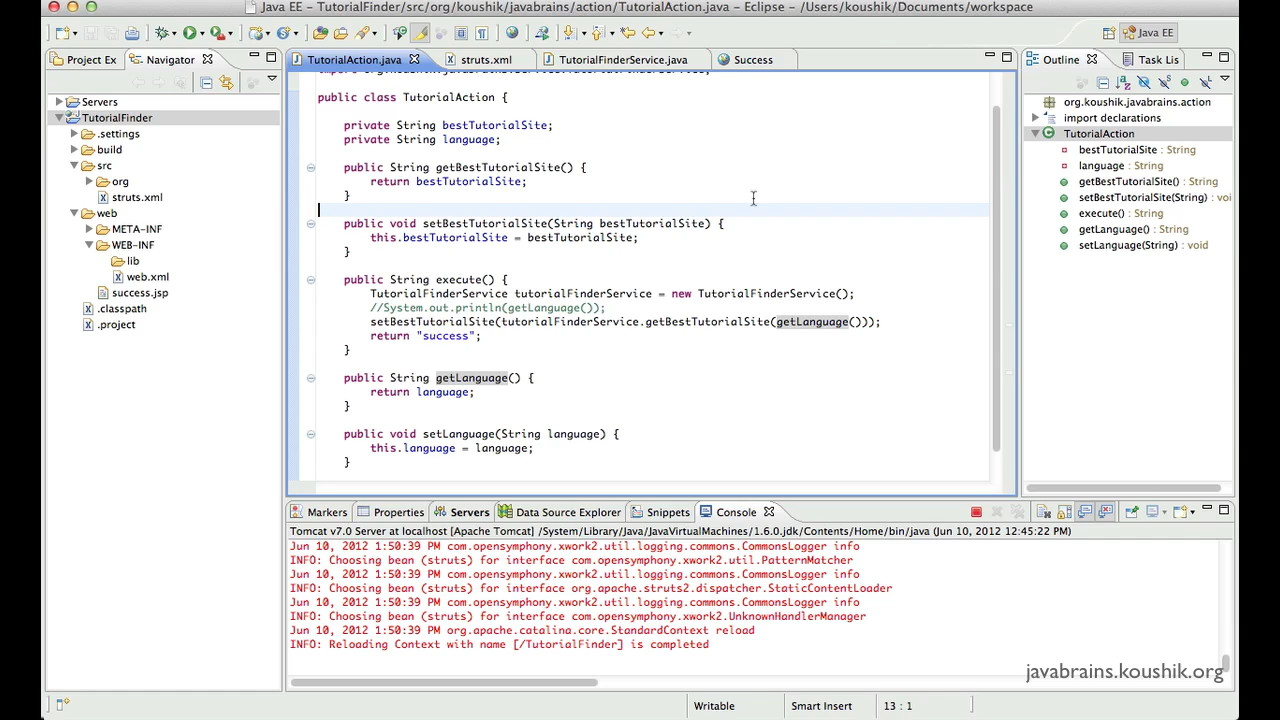 Java EE - TutorialFinder/src/org/koushik/javabrains/action/TutorialAction.java - Eclipse - /Users/koushik/Documents/workspace
Java EE
Project Ex
Navigator
TutorialAction.java
struts.xml
TutorialFinderService.java
Success
Outline
Task Lis
Servers
TutorialFinder
.settings
build
src
org
struts.xml
web
META-INF
WEB-INF
lib
web.xml
success.jsp
.classpath
.project
public class TutorialAction {
private String bestTutorialSite;
private String language;
public String getBestTutorialSite() {
return bestTutorialSite;
}
public void setBestTutorialSite(String bestTutorialSite) {
this.bestTutorialSite = bestTutorialSite;
}
public String execute() {
TutorialFinderService tutorialFinderService = new TutorialFinderService();
//System.out.println(getLanguage());
setBestTutorialSite(tutorialFinderService.getBestTutorialSite(getLanguage()));
return "success";
}
public String getLanguage() {
return language;
}
public void setLanguage(String language) {
this.language = language;
}
org.koushik.javabrains.action
import declarations
TutorialAction
bestTutorialSite : String
language : String
getBestTutorialSite() : String
setBestTutorialSite(String) : voi
execute() : String
getLanguage() : String
setLanguage(String) : void
Markers
Properties
Servers
Data Source Explorer
Snippets
Console
Tomcat v7.0 Server at localhost [Apache Tomcat] /System/Library/Java/JavaVirtualMachines/1.6.0.jdk/Contents/Home/bin/java (Jun 10, 2012 12:45:22 PM)
Jun 10, 2012 1:50:39 PM com.opensymphony.xwork2.util.logging.commons.CommonsLogger info
INFO: Choosing bean (struts) for interface com.opensymphony.xwork2.util.PatternMatcher
Jun 10, 2012 1:50:39 PM com.opensymphony.xwork2.util.logging.commons.CommonsLogger info
INFO: Choosing bean (struts) for interface org.apache.struts2.dispatcher.StaticContentLoader
Jun 10, 2012 1:50:39 PM com.opensymphony.xwork2.util.logging.commons.CommonsLogger info
INFO: Choosing bean (struts) for interface com.opensymphony.xwork2.UnknownHandlerManager
Jun 10, 2012 1:50:39 PM org.apache.catalina.core.StandardContext reload
INFO: Reloading Context with name [/TutorialFinder] is completed
javabrains.koushik.org
Writable
Smart Insert
13 : 1